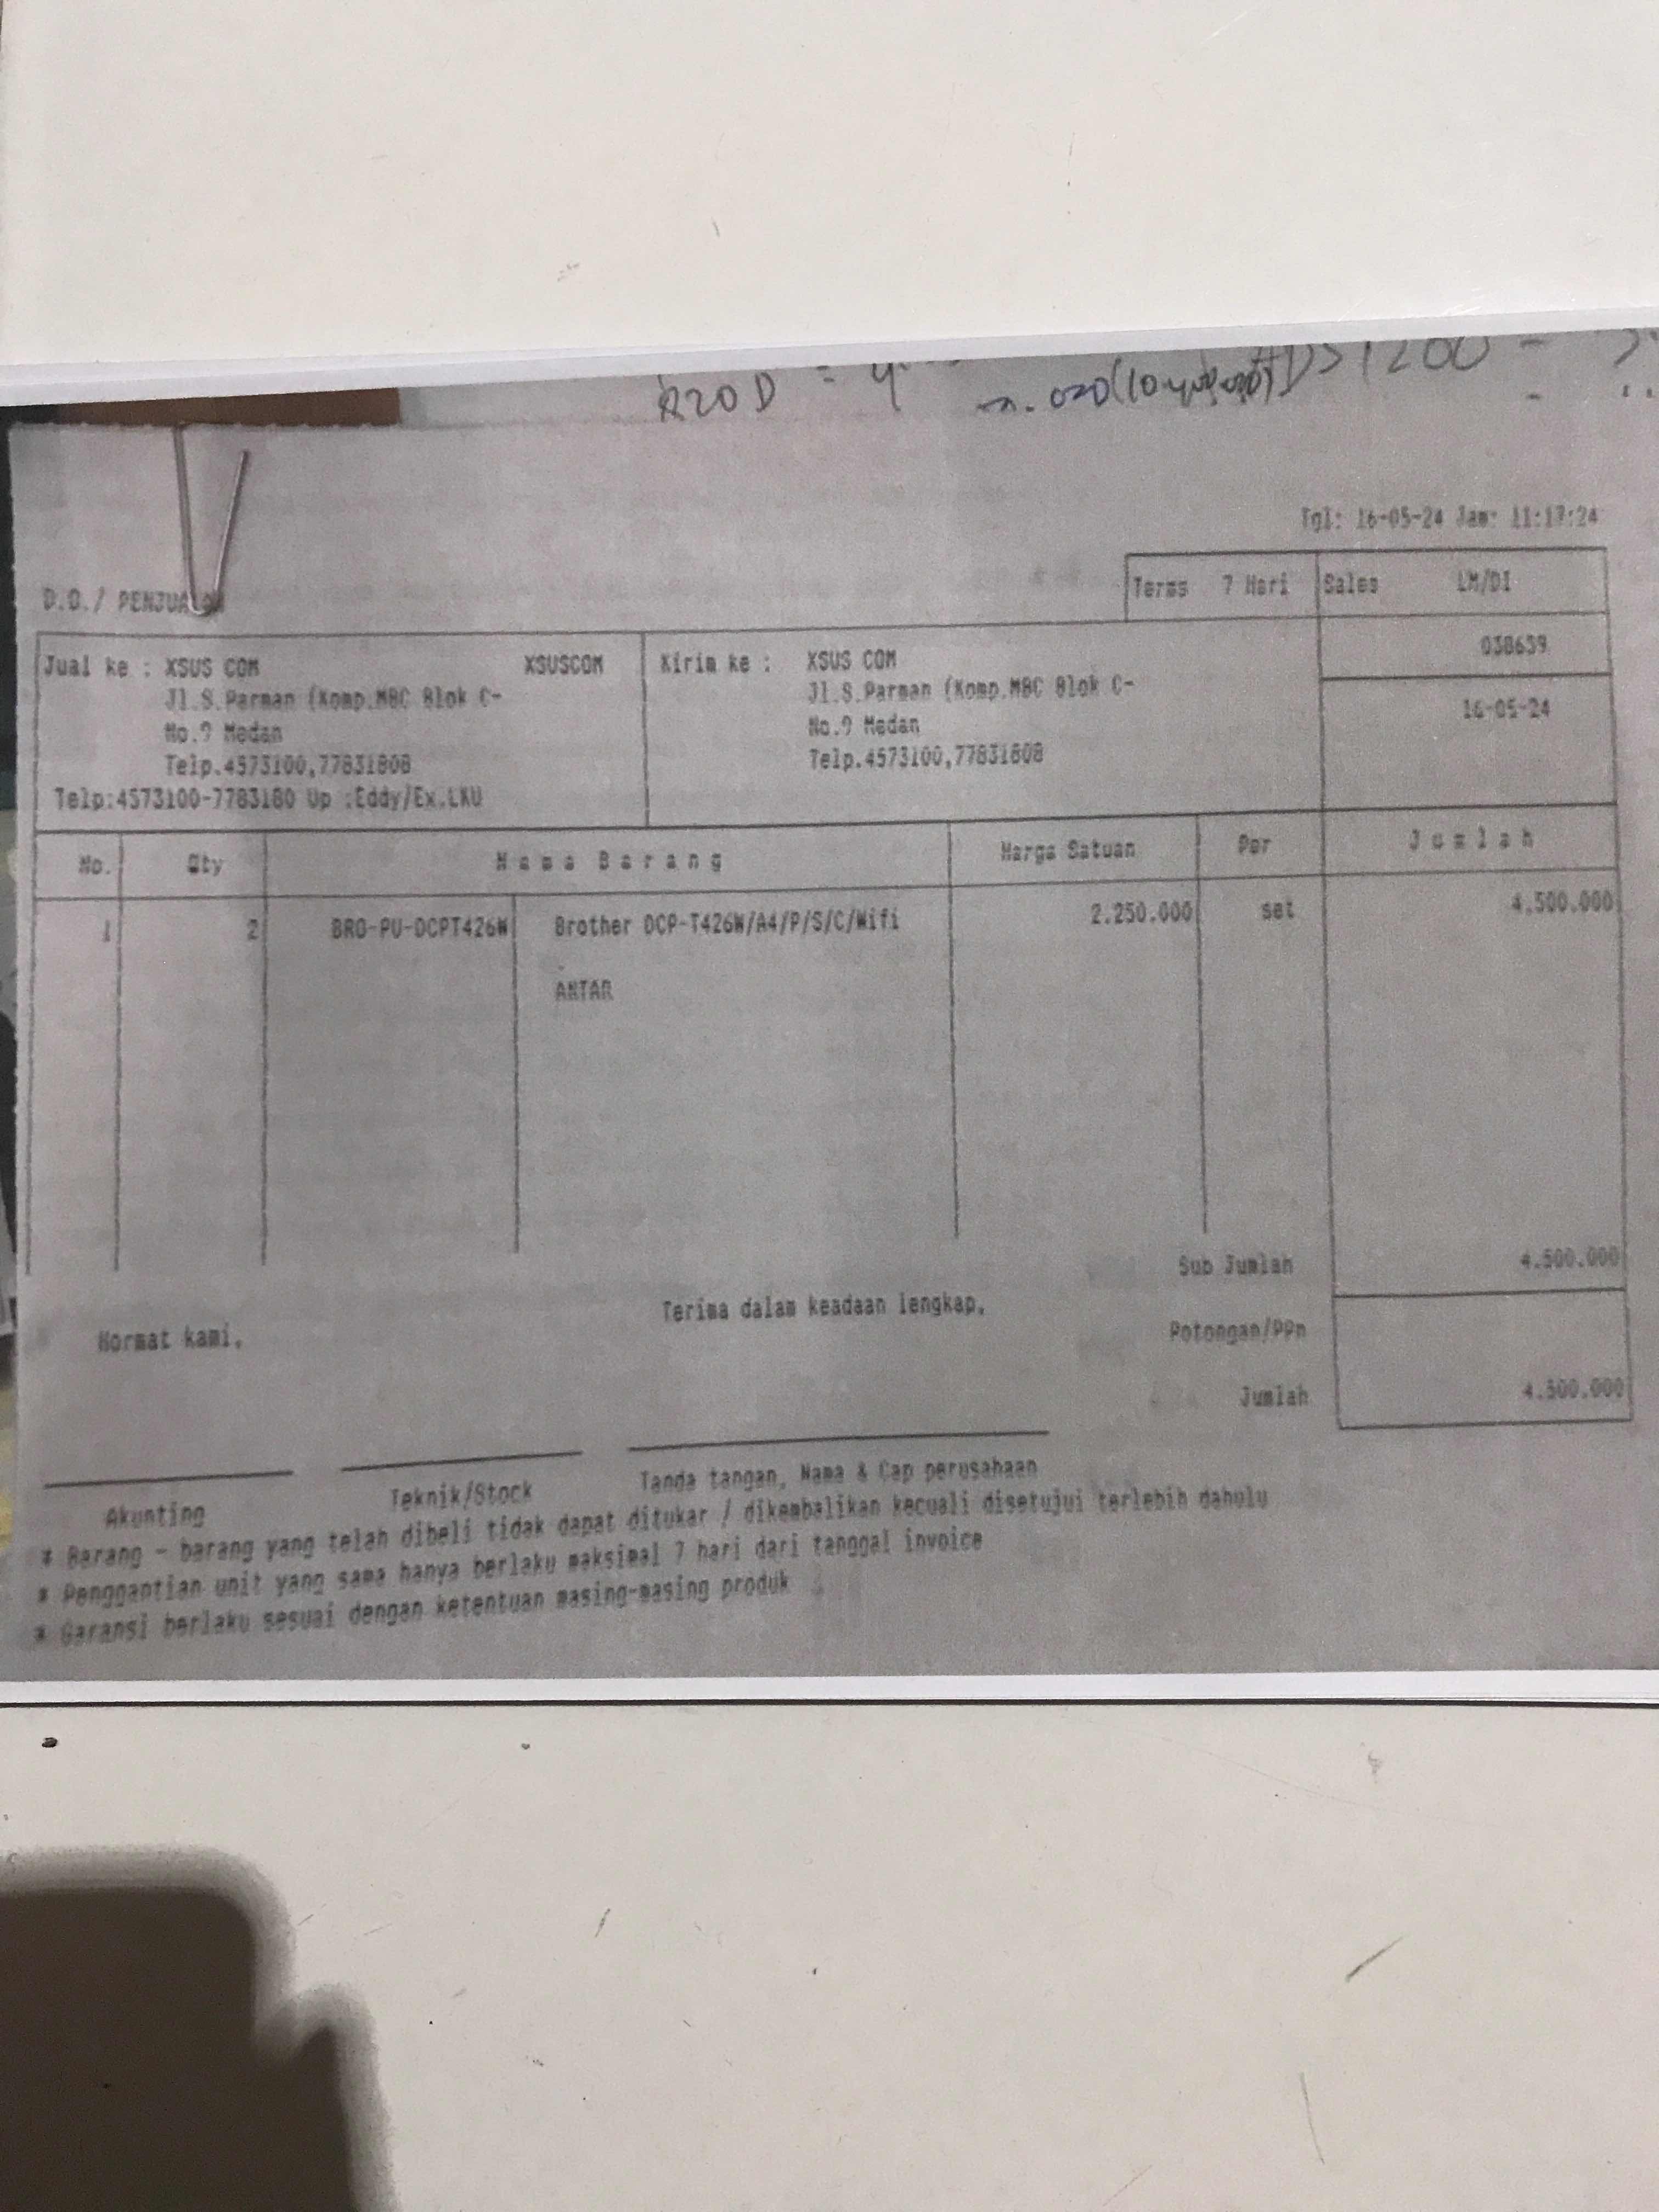 Tgl: 16-05-24 Jam: 11:17:24
Terms 7 Hari Sales LM/DI
D.O./ PENJUALAN
038639
16-05-24
Jual ke : XSUS COM XSUSCOM
Jl.S.Parman (Komp.MBC Blok C-
No.9 Medan
Telp.4573100,77831808
Telp:4573100-7783180 Up :Eddy/Ex.LKU
Kirim ke : XSUS COM
Jl.S.Parman (Komp.MBC Blok C-
No.9 Medan
Telp.4573100,77831808
No. Qty Nama Barang Harga Satuan Per Jumlah
1 2 BRO-PU-DCPT426W Brother DCP-T426W/A4/P/S/C/Wifi 2.250.000 set 4.500.000
ANTAR
Sub Jumlah 4.500.000
Hormat kami, Terima dalam keadaan lengkap,
Potongan/PPn
Jumlah 4.500.000
Akunting Teknik/Stock Tanda tangan, Nama & Cap perusahaan
* Barang - barang yang telah dibeli tidak dapat ditukar / dikembalikan kecuali disetujui terlebih dahulu
* Penggantian unit yang sama hanya berlaku maksimal 7 hari dari tanggal invoice
* Garansi berlaku sesuai dengan ketentuan masing-masing produk